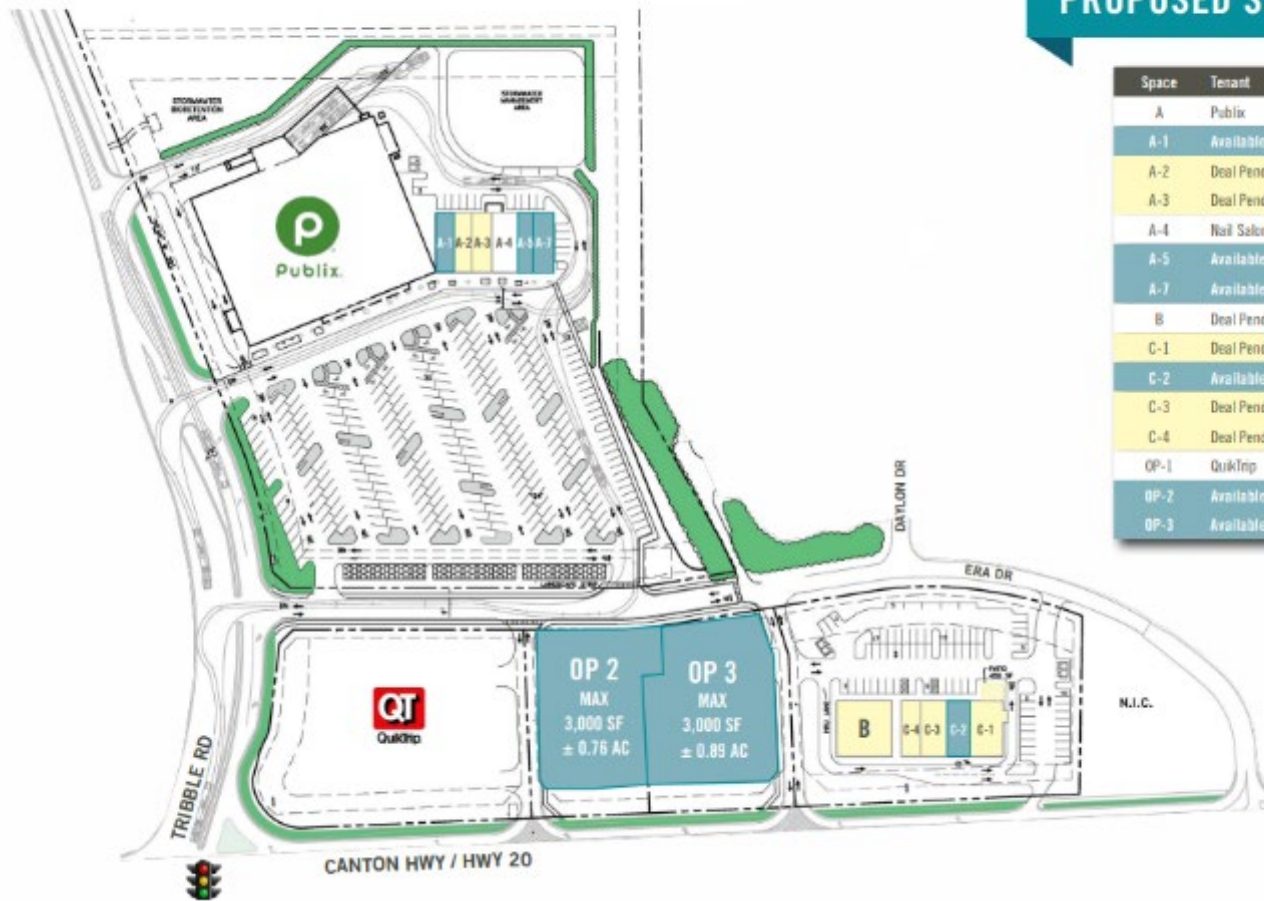 PROPOSED S
Space Tenant
A Publix
A-1 Available
A-2 Deal Pend
A-3 Deal Pend
A-4 Nail Salon
A-5 Available
A-7 Available
B Deal Pend
C-1 Deal Pend
C-2 Available
C-3 Deal Pend
C-4 Deal Pend
OP-1 QuikTrip
OP-2 Available
OP-3 Available
STORMWATER
BIORETENTION
AREA
STORMWATER
MANAGEMENT
AREA
P
Publix.
A-1 A-2 A-3 A-4 A-5 A-7
DAYLON DR
ERA DR
OP 2
MAX
3,000 SF
± 0.76 AC
OP 3
MAX
3,000 SF
± 0.89 AC
QT
QuikTrip
B
C-4 C-3 C-2 C-1
N.I.C.
TRIBBLE RD
CANTON HWY / HWY 20